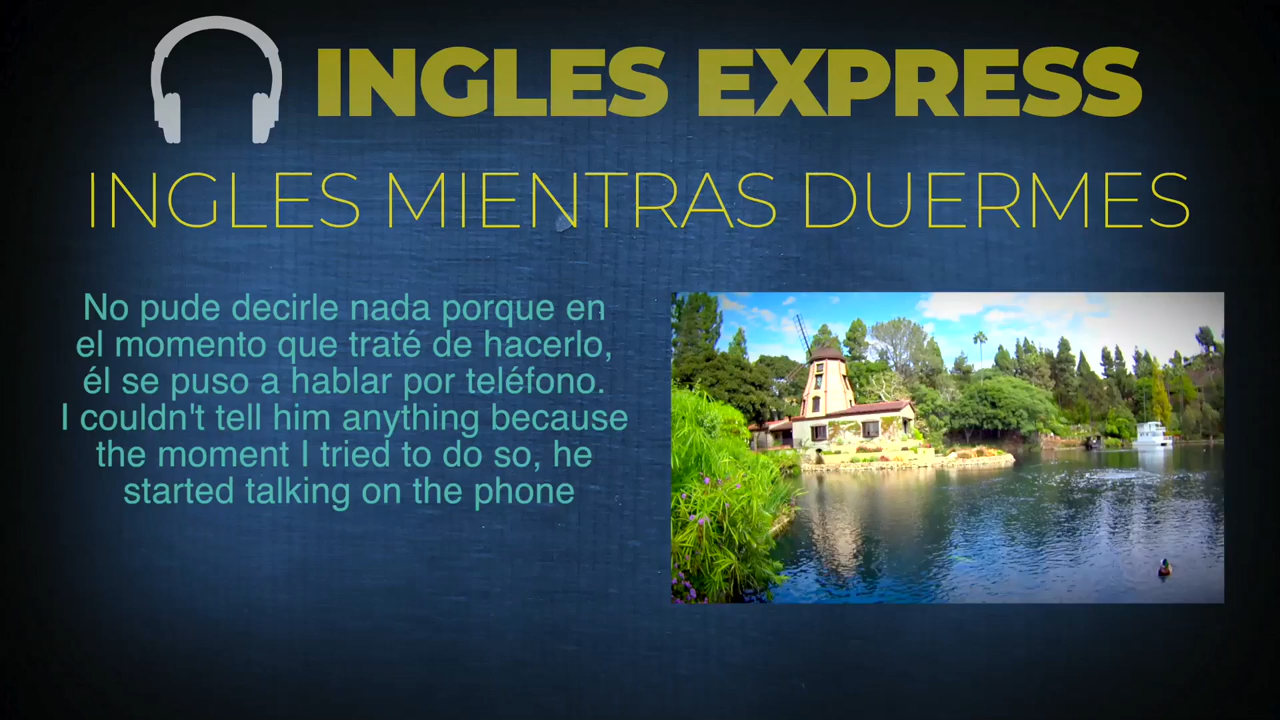 INGLES EXPRESS
INGLES MIENTRAS DUERMES
No pude decirle nada porque en
el momento que traté de hacerlo,
él se puso a hablar por teléfono.
I couldn't tell him anything because
the moment I tried to do so, he
started talking on the phone